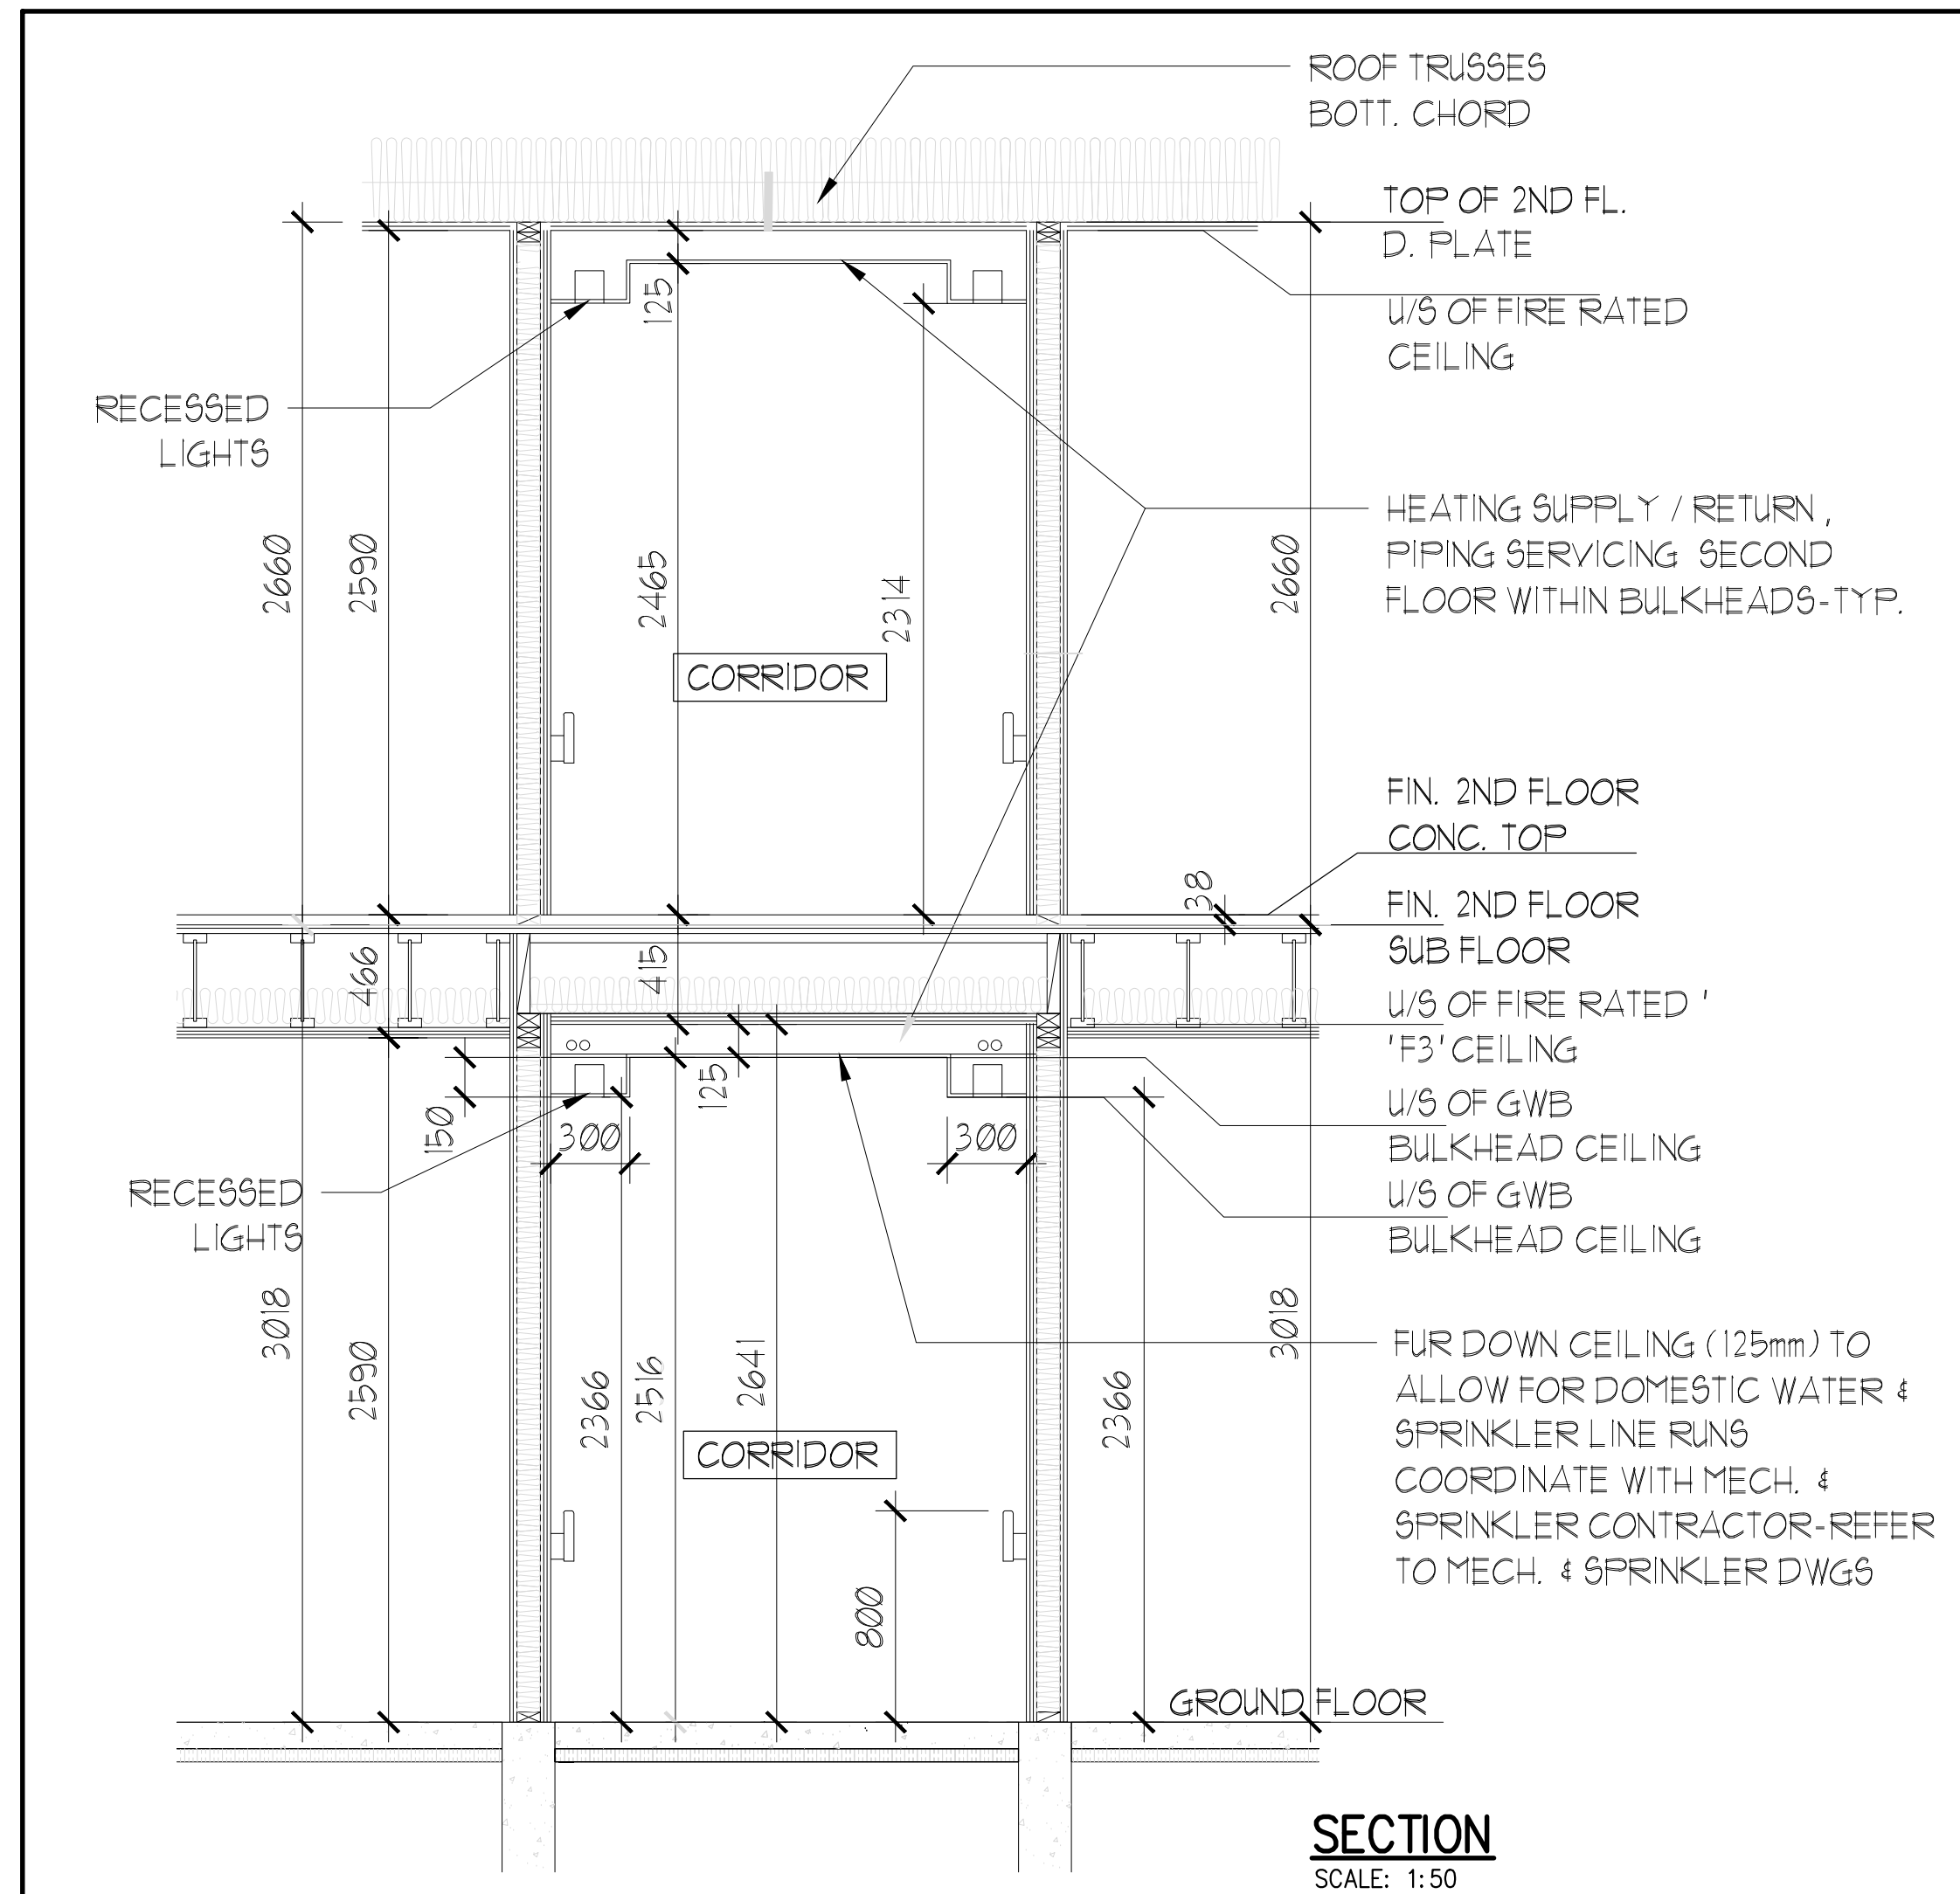 ROOF TRUSSES
BOTT. CHORD
TOP OF 2ND FL.
D. PLATE
U/S OF FIRE RATED
CEILING
125
RECESSED
LIGHTS
2660
2590
2465
2314
2660
HEATING SUPPLY / RETURN ,
PIPING SERVICING SECOND
FLOOR WITHIN BULKHEADS-TYP.
CORRIDOR
FIN. 2ND FLOOR
CONC. TOP
38
FIN. 2ND FLOOR
SUB FLOOR
466
415
U/S OF FIRE RATED '
'F3' CEILING
125
150
300
300
U/S OF GWB
BULKHEAD CEILING
U/S OF GWB
BULKHEAD CEILING
RECESSED
LIGHTS
3018
2590
2366
2516
2641
2366
3018
FUR DOWN CEILING (125mm) TO
ALLOW FOR DOMESTIC WATER &
SPRINKLER LINE RUNS
COORDINATE WITH MECH. &
SPRINKLER CONTRACTOR-REFER
TO MECH. & SPRINKLER DWGS
CORRIDOR
800
GROUND FLOOR
SECTION
SCALE: 1:50